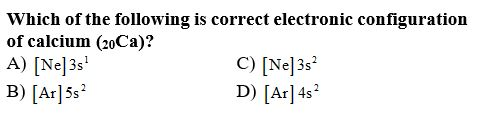 Which of the following is correct electronic configuration
of calcium (₂₀Ca)?
A) [Ne]3s¹ C) [Ne]3s²
B) [Ar]5s² D) [Ar]4s²